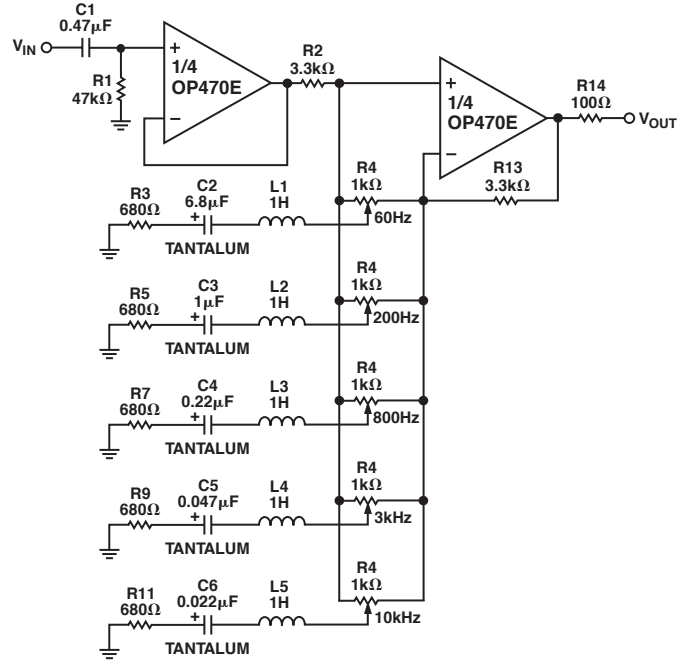 C1
0.47μF
VIN
+
1/4
OP470E
−
R1
47kΩ
R2
3.3kΩ
+
1/4
OP470E
−
R14
100Ω
VOUT
R13
3.3kΩ
R3
680Ω
C2
6.8μF
+
TANTALUM
L1
1H
R4
1kΩ
60Hz
R5
680Ω
C3
1μF
+
TANTALUM
L2
1H
R4
1kΩ
200Hz
R7
680Ω
C4
0.22μF
+
TANTALUM
L3
1H
R4
1kΩ
800Hz
R9
680Ω
C5
0.047μF
+
TANTALUM
L4
1H
R4
1kΩ
3kHz
R11
680Ω
C6
0.022μF
+
TANTALUM
L5
1H
R4
1kΩ
10kHz